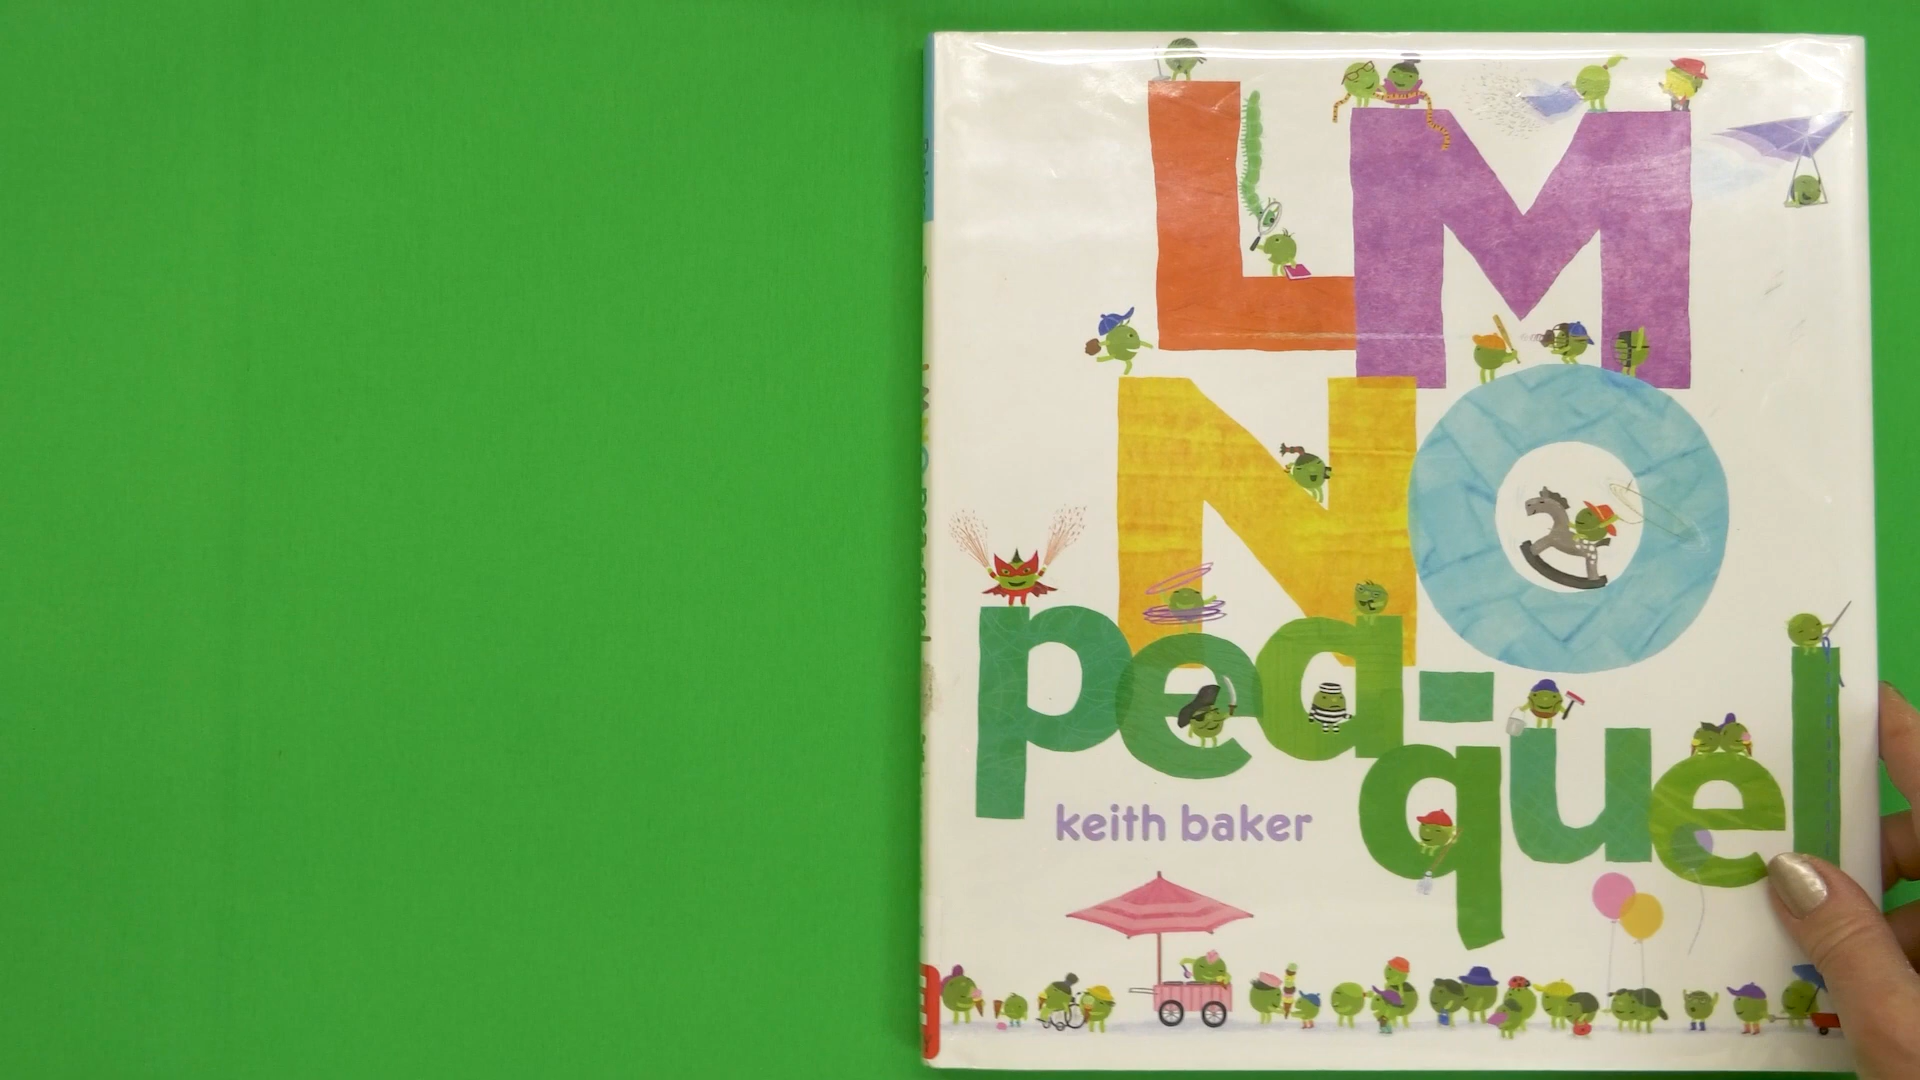 LM
NO
pea-
quel
keith baker